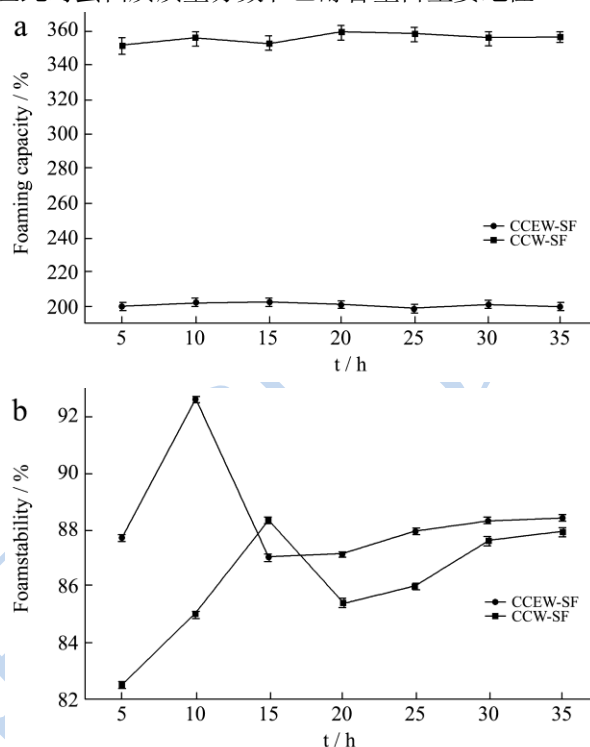 a
360
340
320
300
280
260
240
220
200
Foaming capacity / %
CCEW-SF
CCW-SF
5 10 15 20 25 30 35
t / h
b
92
90
88
86
84
82
Foamstability / %
CCEW-SF
CCW-SF
5 10 15 20 25 30 35
t / h